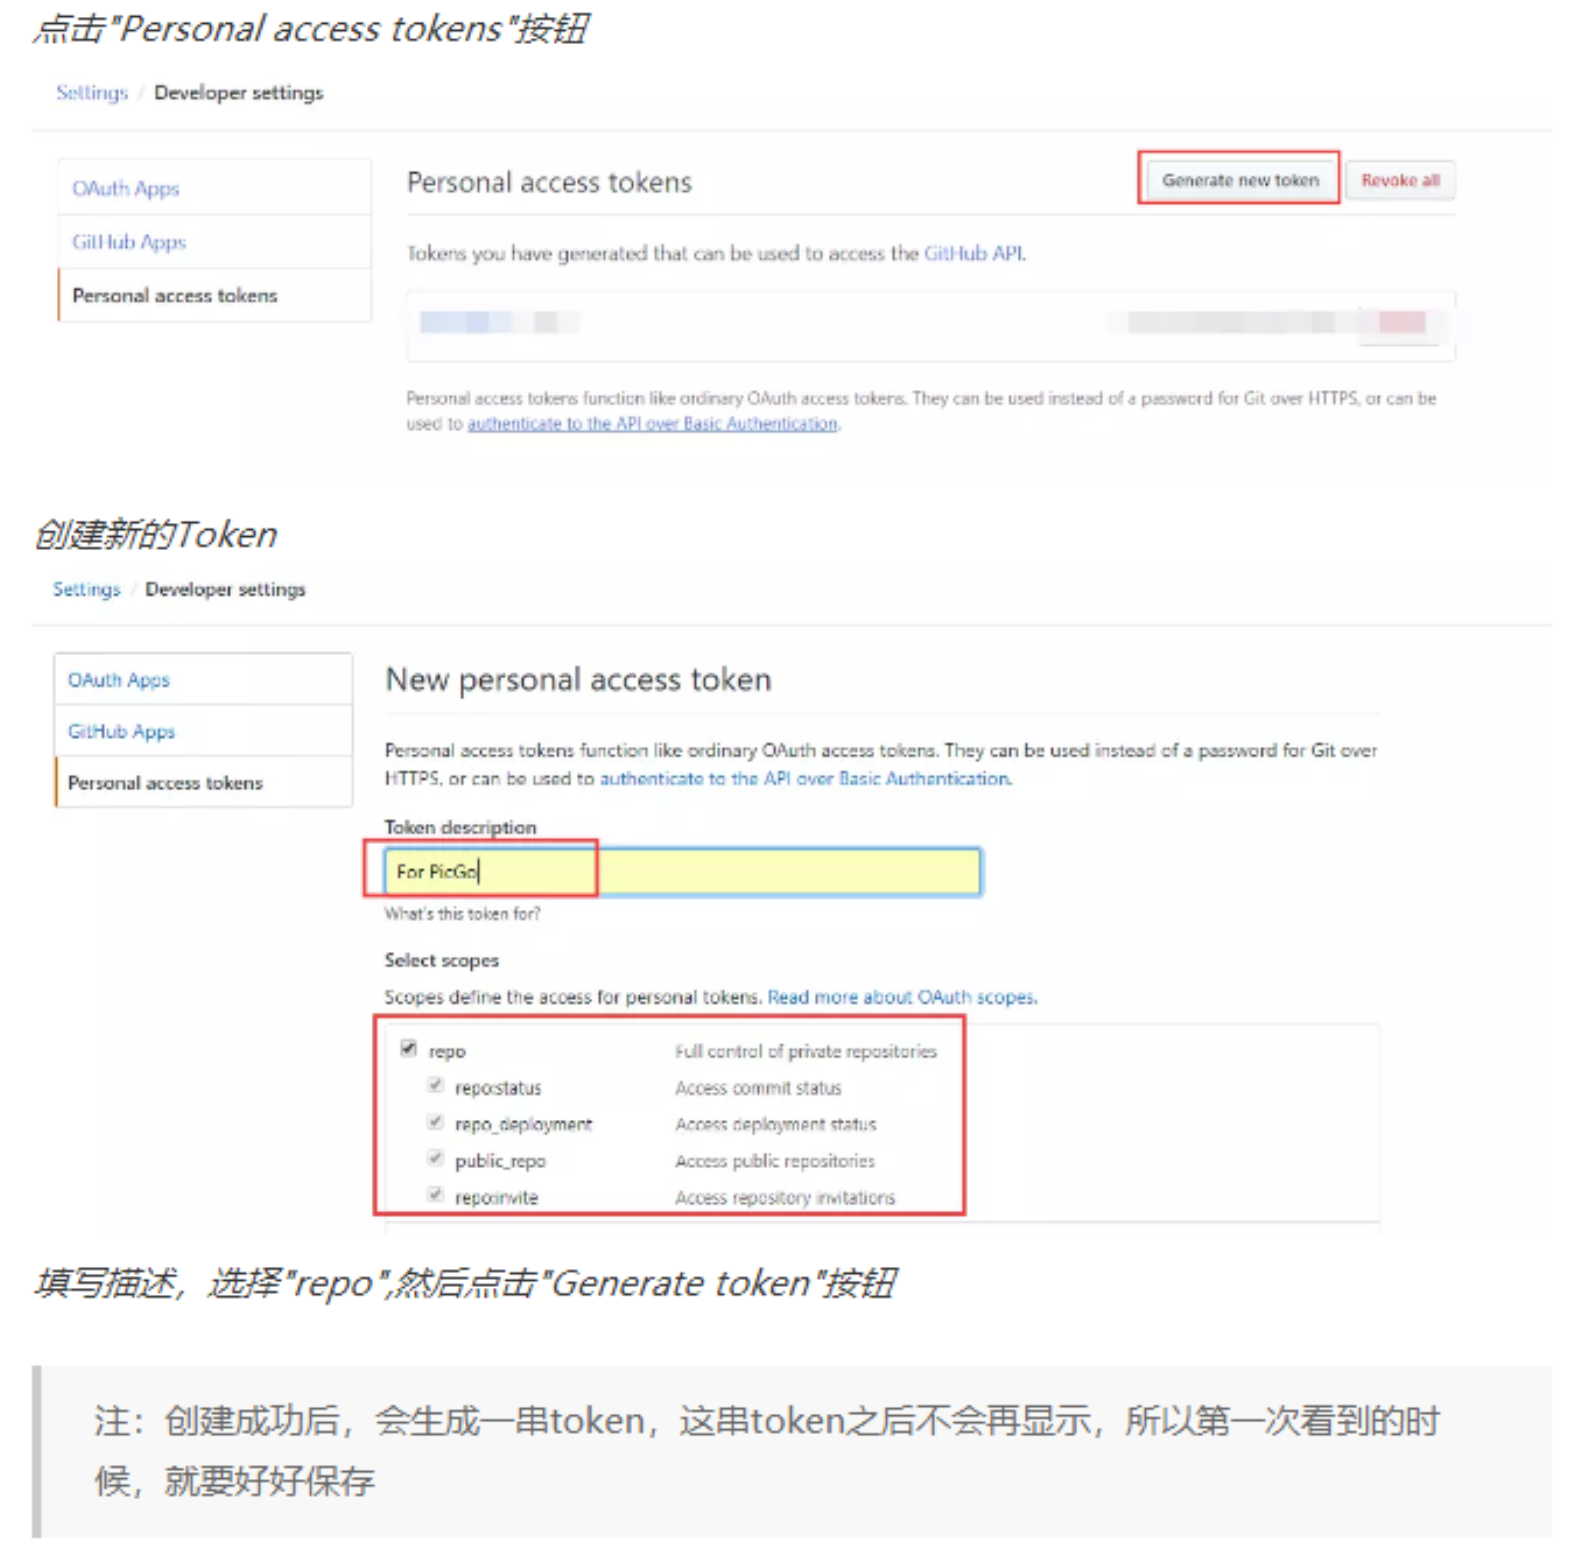 点击"Personal access tokens"按钮
Settings / Developer settings
OAuth Apps
GitHub Apps
Personal access tokens
Personal access tokens
Generate new token
Revoke all
Tokens you have generated that can be used to access the GitHub API.
Personal access tokens function like ordinary OAuth access tokens. They can be used instead of a password for Git over HTTPS, or can be
used to authenticate to the API over Basic Authentication.
创建新的Token
Settings / Developer settings
OAuth Apps
GitHub Apps
Personal access tokens
New personal access token
Personal access tokens function like ordinary OAuth access tokens. They can be used instead of a password for Git over
HTTPS, or can be used to authenticate to the API over Basic Authentication.
Token description
For PicGo
What's this token for?
Select scopes
Scopes define the access for personal tokens. Read more about OAuth scopes.
repo Full control of private repositories
repo:status Access commit status
repo_deployment Access deployment status
public_repo Access public repositories
repo:invite Access repository invitations
填写描述，选择"repo",然后点击"Generate token"按钮
注：创建成功后，会生成一串token，这串token之后不会再显示，所以第一次看到的时
候，就要好好保存